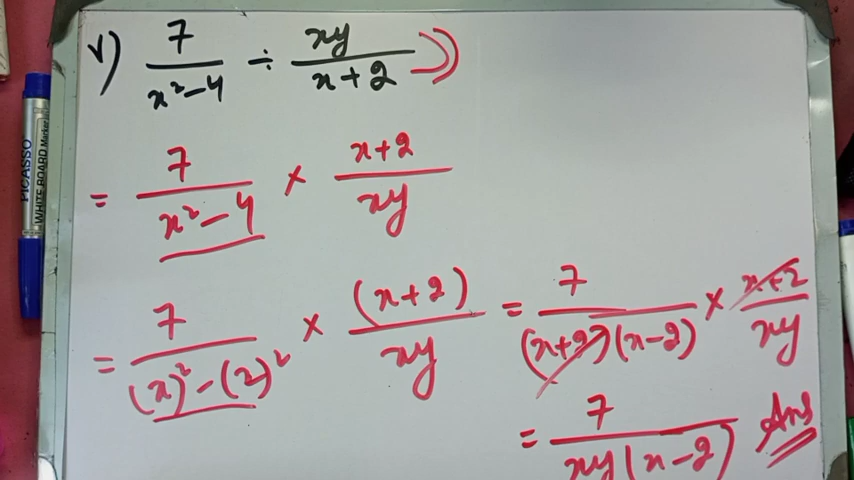 v) 7/(x²-4) ÷ xy/(x+2)
= 7/(x²-4) × (x+2)/(xy)
= 7/((x)²-(2)²) × (x+2)/(xy)
= 7/((x+2)(x-2)) × (x+2)/(xy)
= 7/(xy(x-2)) Ans
PICASSO
WHITE BOARD Marker